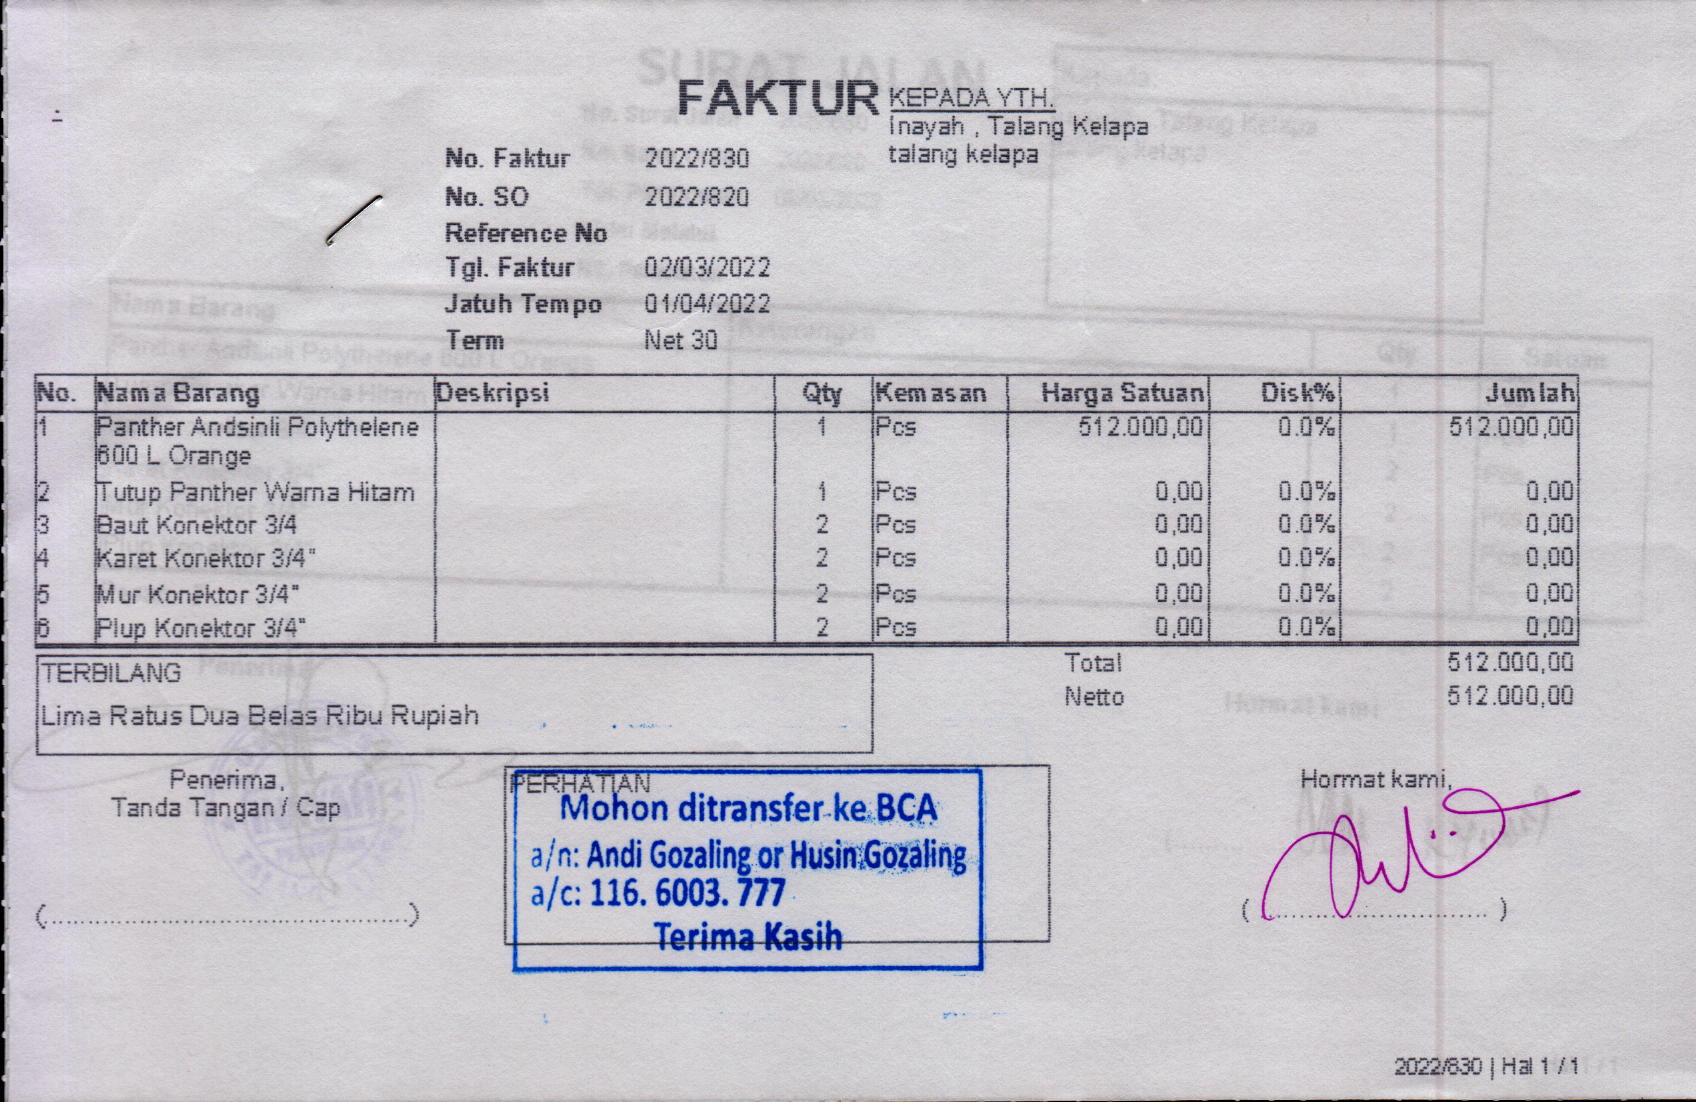 FAKTUR
KEPADA YTH.
Inayah , Talang Kelapa
talang kelapa
No. Faktur 2022/830
No. SO 2022/820
Reference No
Tgl. Faktur 02/03/2022
Jatuh Tempo 01/04/2022
Term Net 30
No. Nama Barang Deskripsi Qty Kemasan Harga Satuan Disk% Jumlah
1 Panther Andsinli Polythelene 1 Pcs 512.000,00 0.0% 512.000,00
600 L Orange
2 Tutup Panther Warna Hitam 1 Pcs 0,00 0.0% 0,00
3 Baut Konektor 3/4 2 Pcs 0,00 0.0% 0,00
4 Karet Konektor 3/4" 2 Pcs 0,00 0.0% 0,00
5 Mur Konektor 3/4" 2 Pcs 0,00 0.0% 0,00
6 Plup Konektor 3/4" 2 Pcs 0,00 0.0% 0,00
TERBILANG
Lima Ratus Dua Belas Ribu Rupiah
Total 512.000,00
Netto 512.000,00
Penerima,
Tanda Tangan / Cap
(......................................)
PERHATIAN
Mohon ditransfer ke BCA
a/n: Andi Gozaling or Husin Gozaling
a/c: 116. 6003. 777
Terima Kasih
Hormat kami,
(........................)
2022/830 | Hal 1 / 1